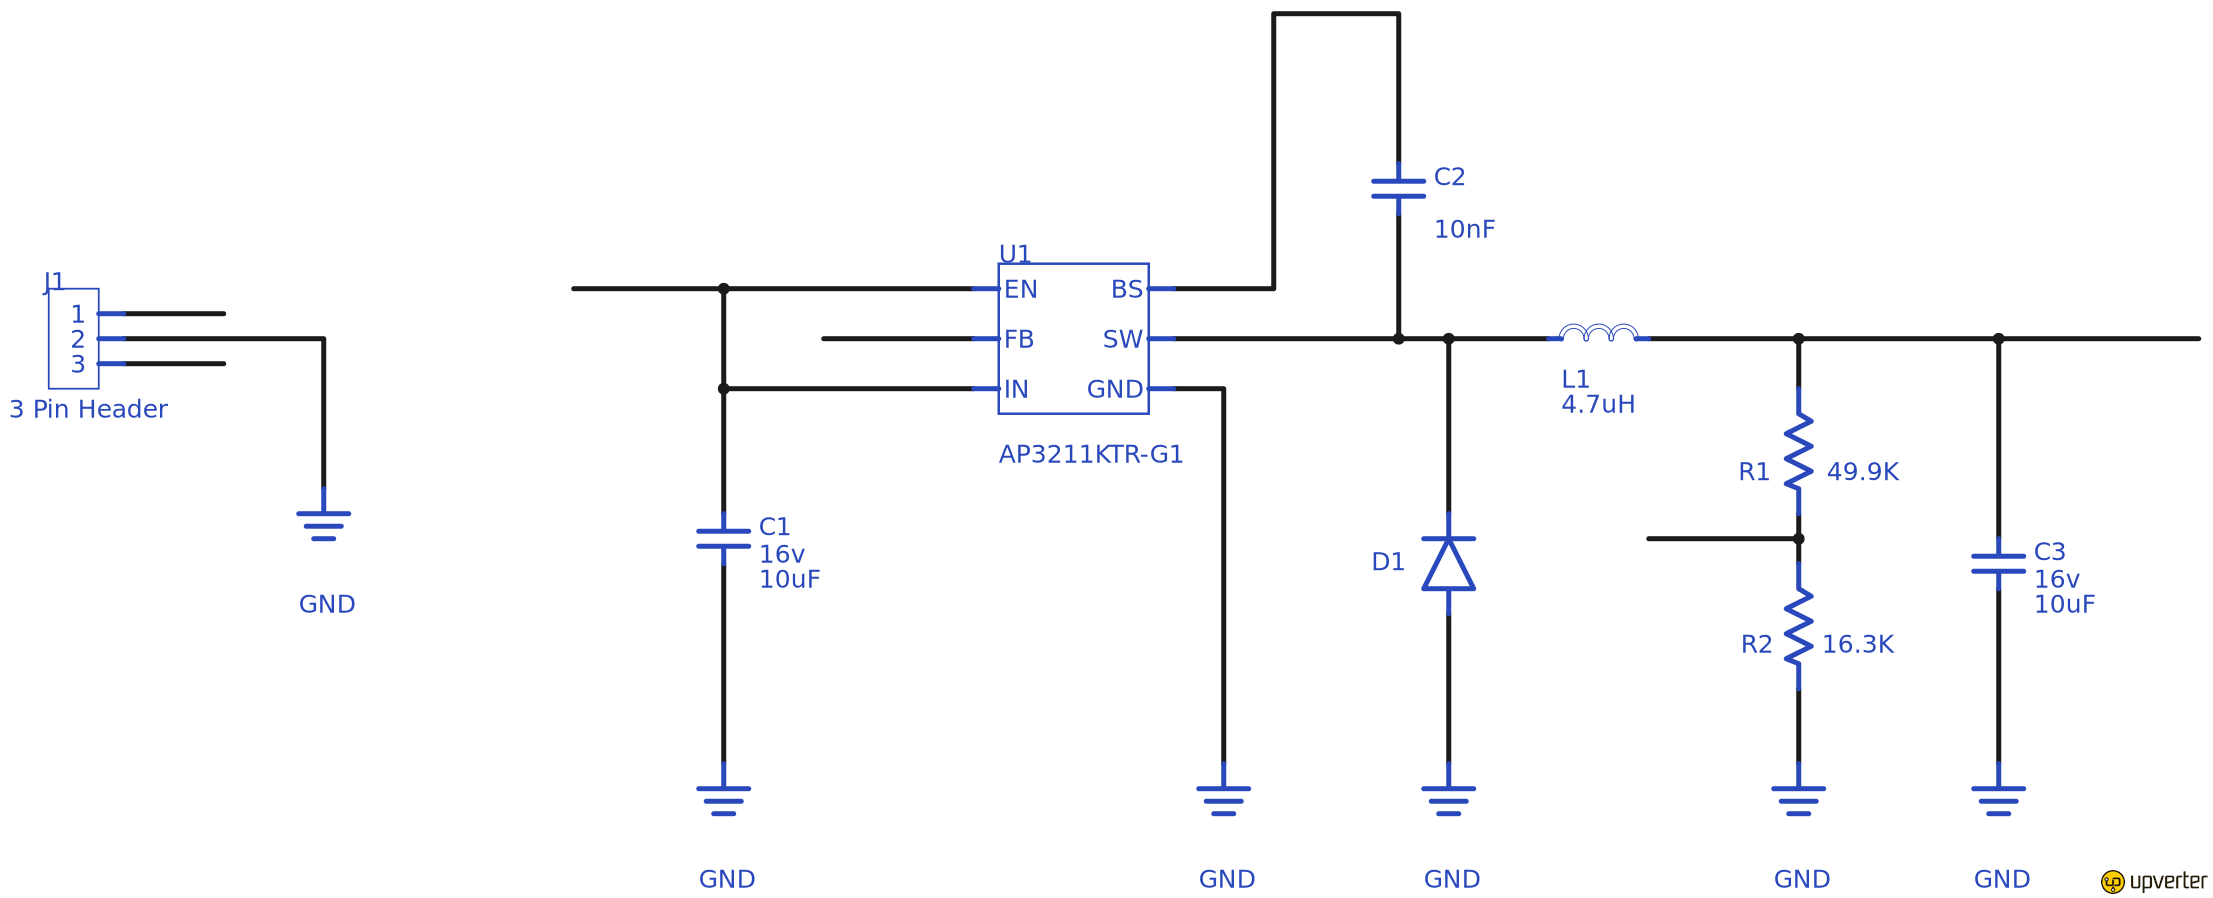 C2
10nF
U1
EN
BS
FB
SW
IN
GND
AP3211KTR-G1
J1
1
2
3
3 Pin Header
GND
L1
4.7uH
R1
49.9K
C1
16v
10uF
D1
C3
16v
10uF
R2
16.3K
GND
GND
GND
GND
GND
upverter